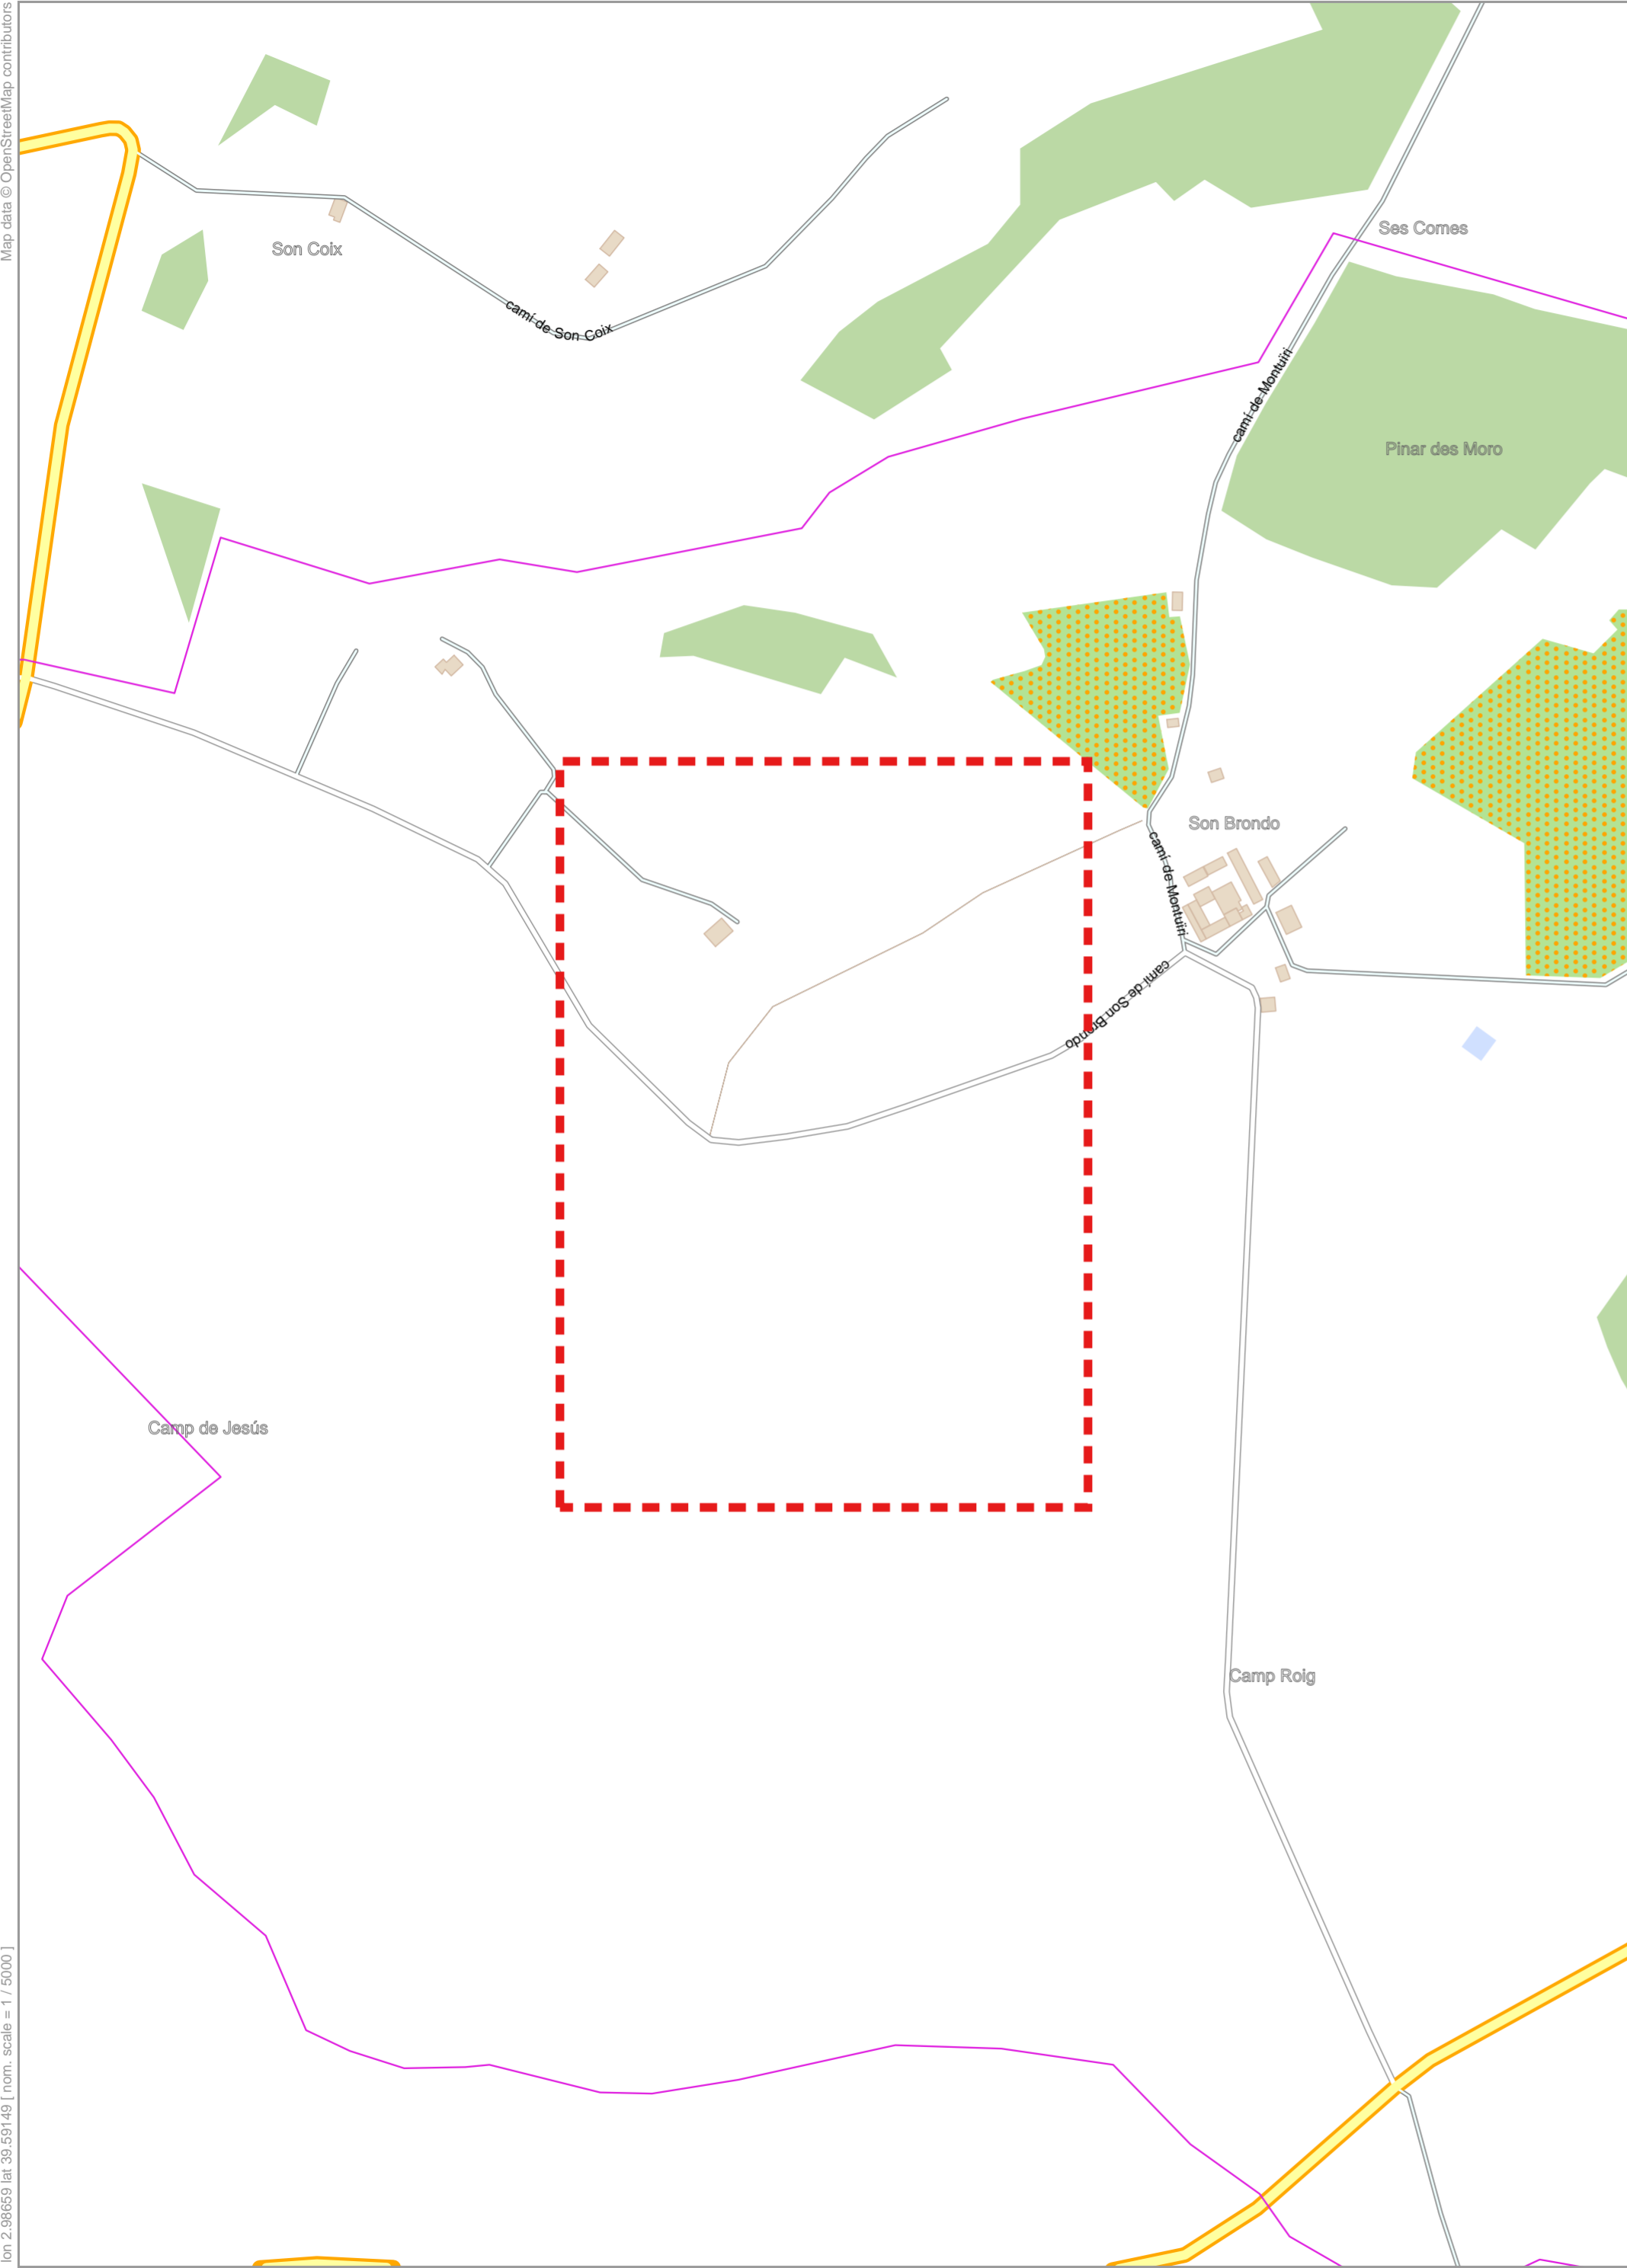 Map data © OpenStreetMap contributors
Ses Comes
Son Coix
camí de Son Coix
camí de Montuïri
Pinar des Moro
Son Brondo
camí de Montuïri
camí de Son Brondo
Camp de Jesús
Camp Roig
lon 2.98659 lat 39.59149 [ nom. scale = 1 / 5000 ]